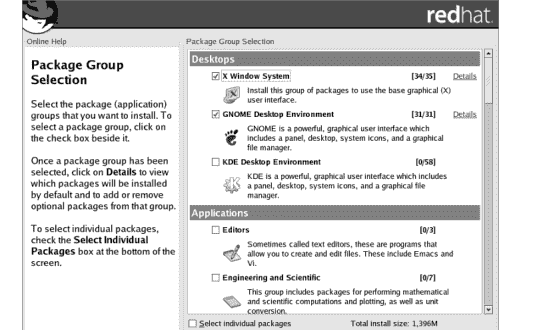 redhat.
Online Help
Package Group Selection
Package Group
Selection
Select the package (application)
groups that you want to install. To
select a package group, click on
the check box beside it.
Once a package group has been
selected, click on Details to view
which packages will be installed
by default and to add or remove
optional packages from that group.
To select individual packages,
check the Select Individual
Packages box at the bottom of the
screen.
Desktops
X Window System [34/35] Details
Install this group of packages to use the base graphical (X)
user interface.
GNOME Desktop Environment [31/31] Details
GNOME is a powerful, graphical user interface which
includes a panel, desktop, system icons, and a graphical
file manager.
KDE Desktop Environment [0/58]
KDE is a powerful, graphical user interface which includes
a panel, desktop, system icons, and a graphical file
manager.
Applications
Editors [0/3]
Sometimes called text editors, these are programs that
allow you to create and edit files. These include Emacs and
Vi.
Engineering and Scientific [0/7]
This group includes packages for performing mathematical
and scientific computations and plotting, as well as unit
conversion.
Select individual packages Total install size: 1,396M